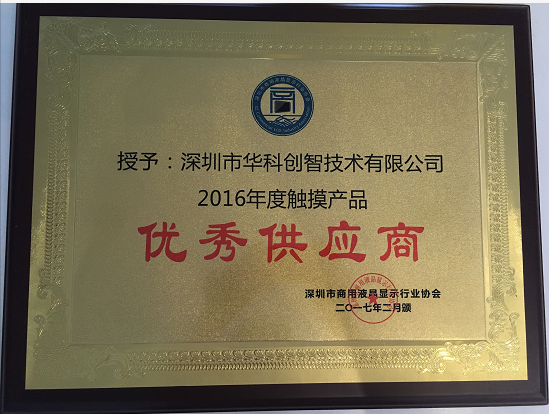 授予：深圳市华科创智技术有限公司
2016年度触摸产品
优秀供应商
深圳市商用液晶显示行业协会
二〇一七年二月颁